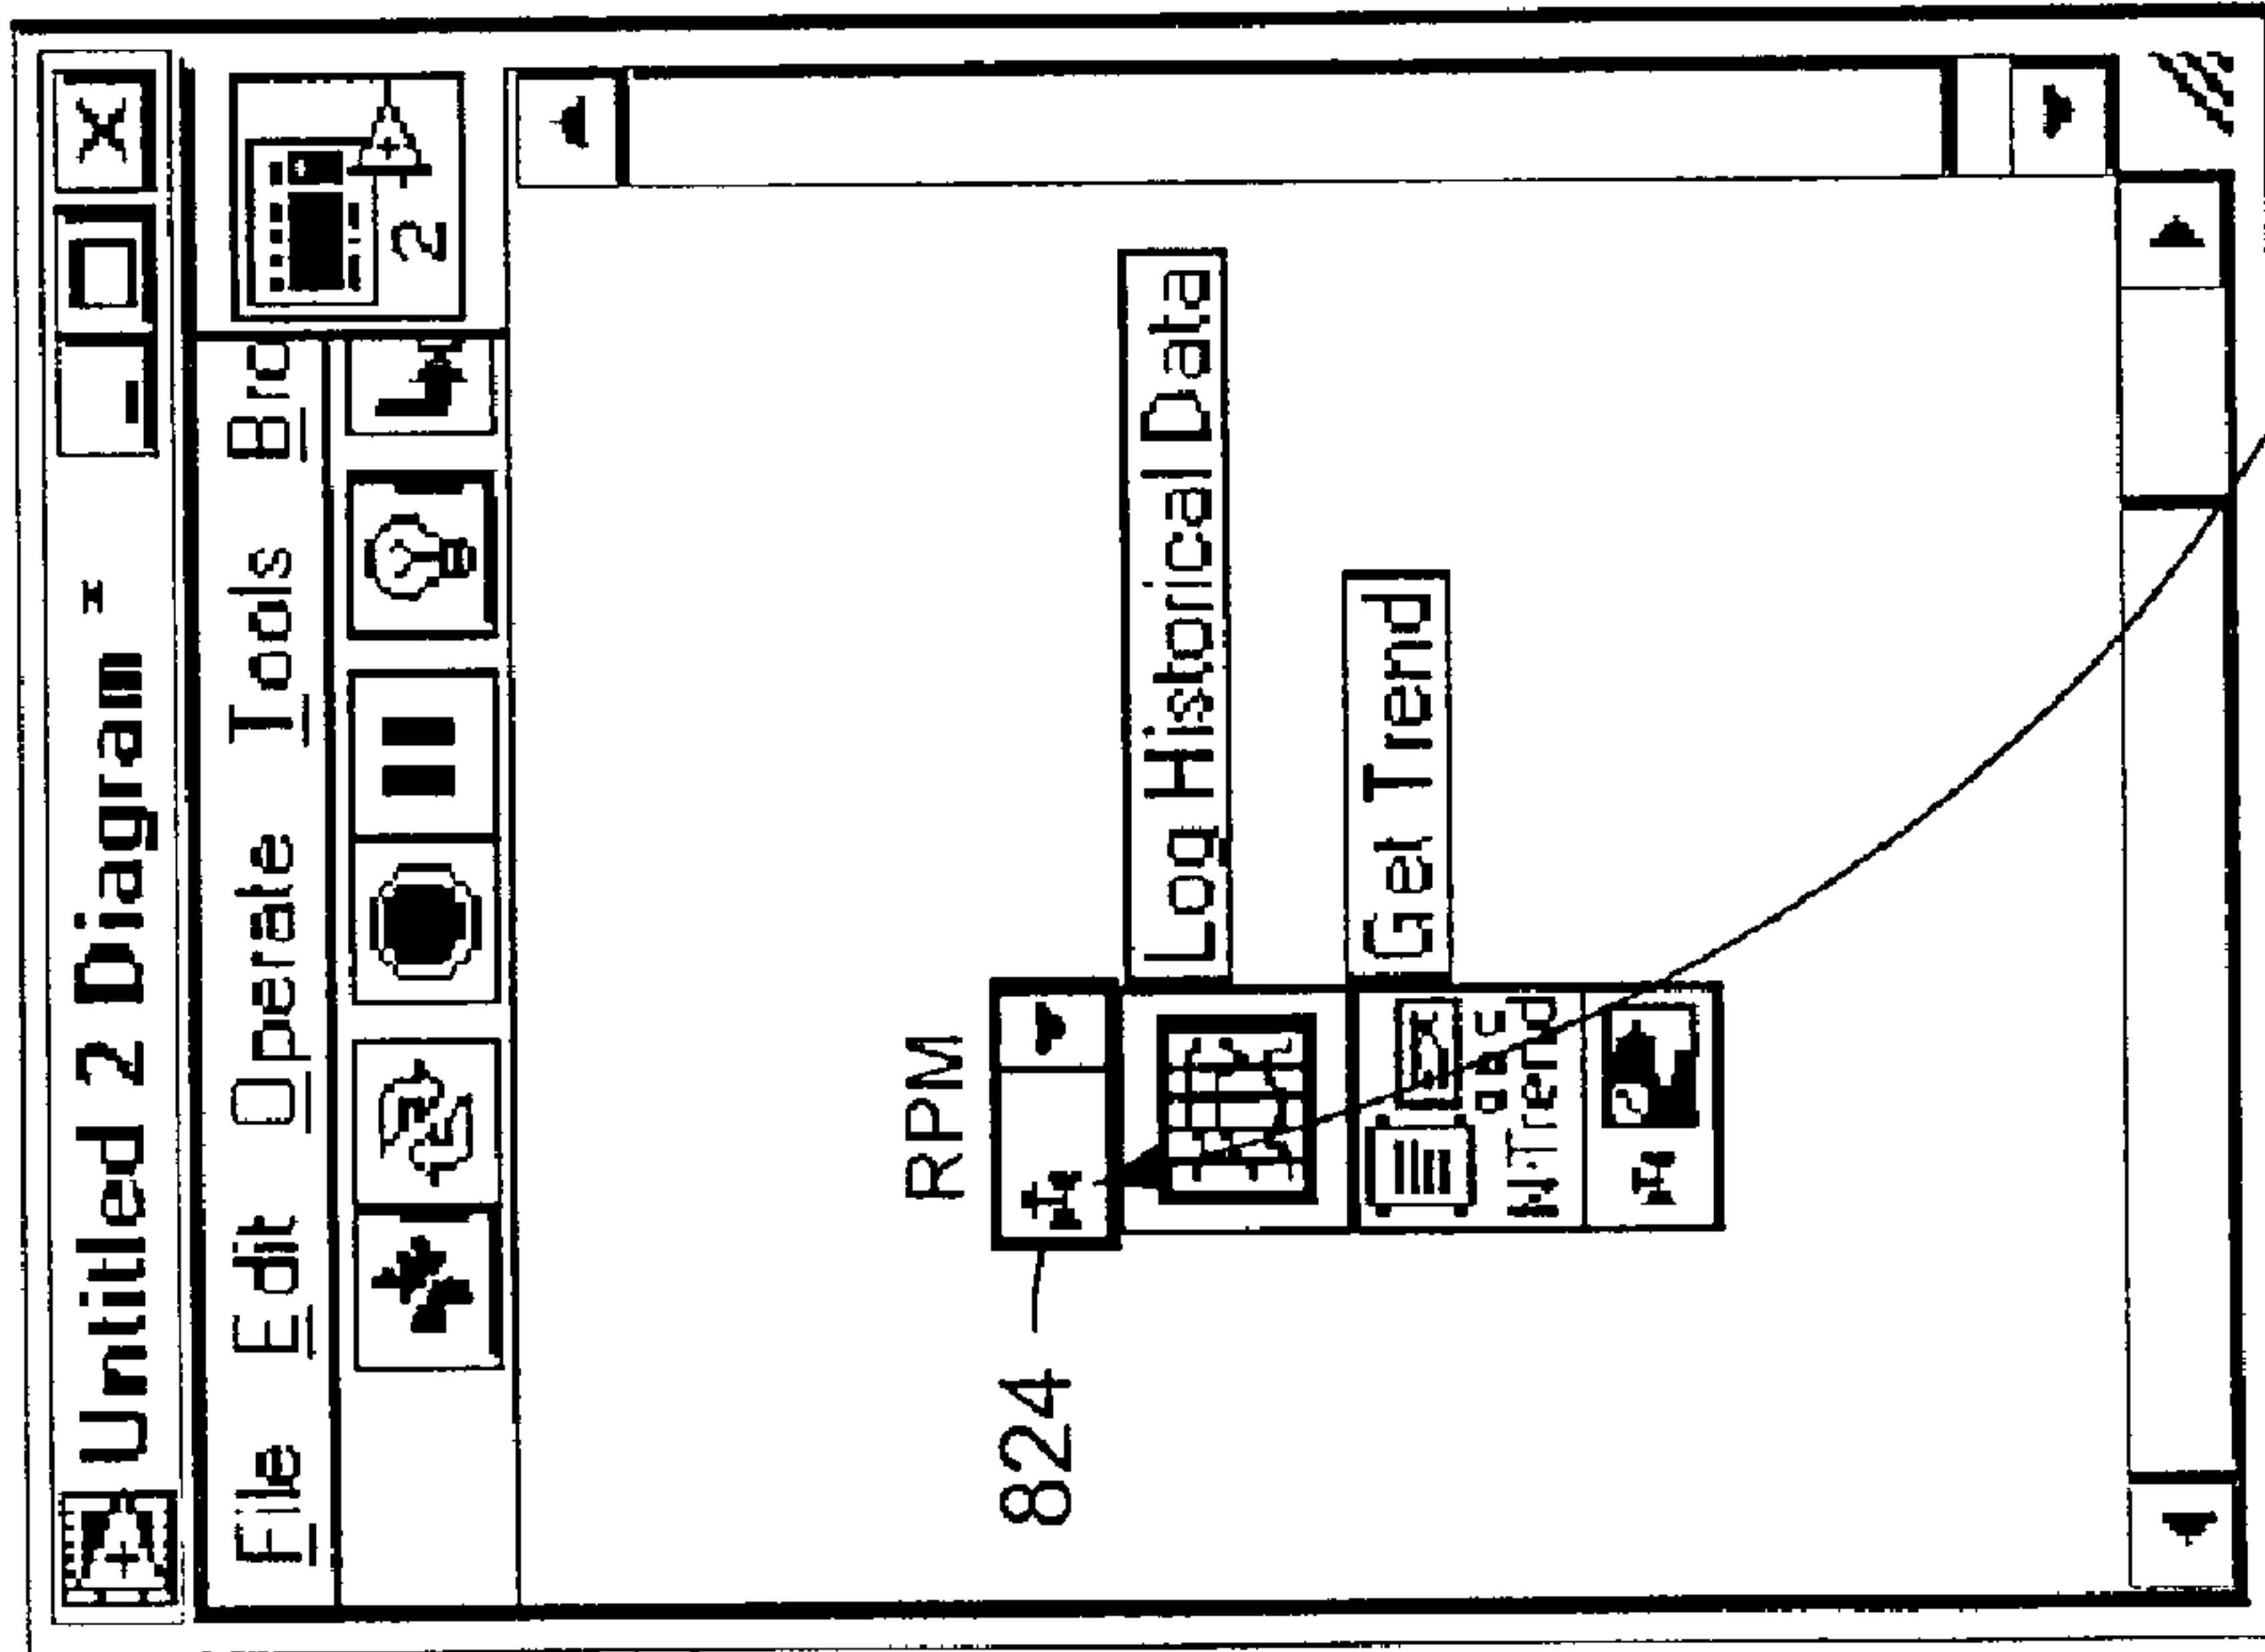 Untitled 2 Diagram *
File Edit Operate Tools Bro
2
RPM
824
Log Historical Data
Get Trend
N-Trend